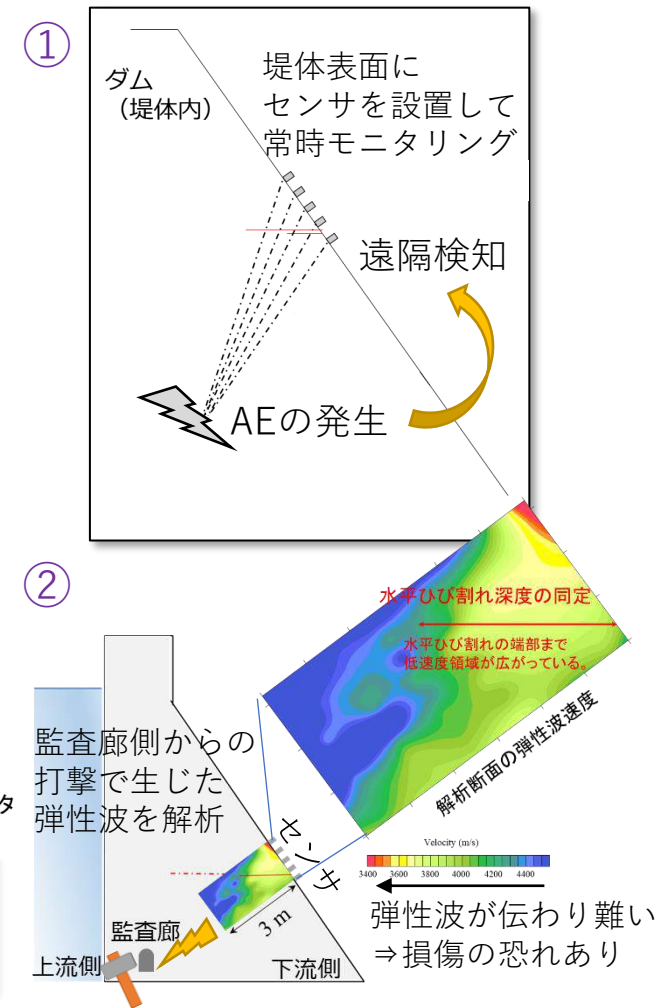 ①
ダム
（堤体内）
堤体表面に
センサを設置して
常時モニタリング
遠隔検知
AEの発生
②
水平ひび割れ深度の同定
水平ひび割れの端部まで
低速度領域が広がっている。
解析断面の弾性波速度
監査廊側からの
打撃で生じた
弾性波を解析
タ
センサ
3 m
Velocity (m/s)
3400 3600 3800 4000 4200 4400
弾性波が伝わり難い
⇒損傷の恐れあり
監査廊
上流側
下流側